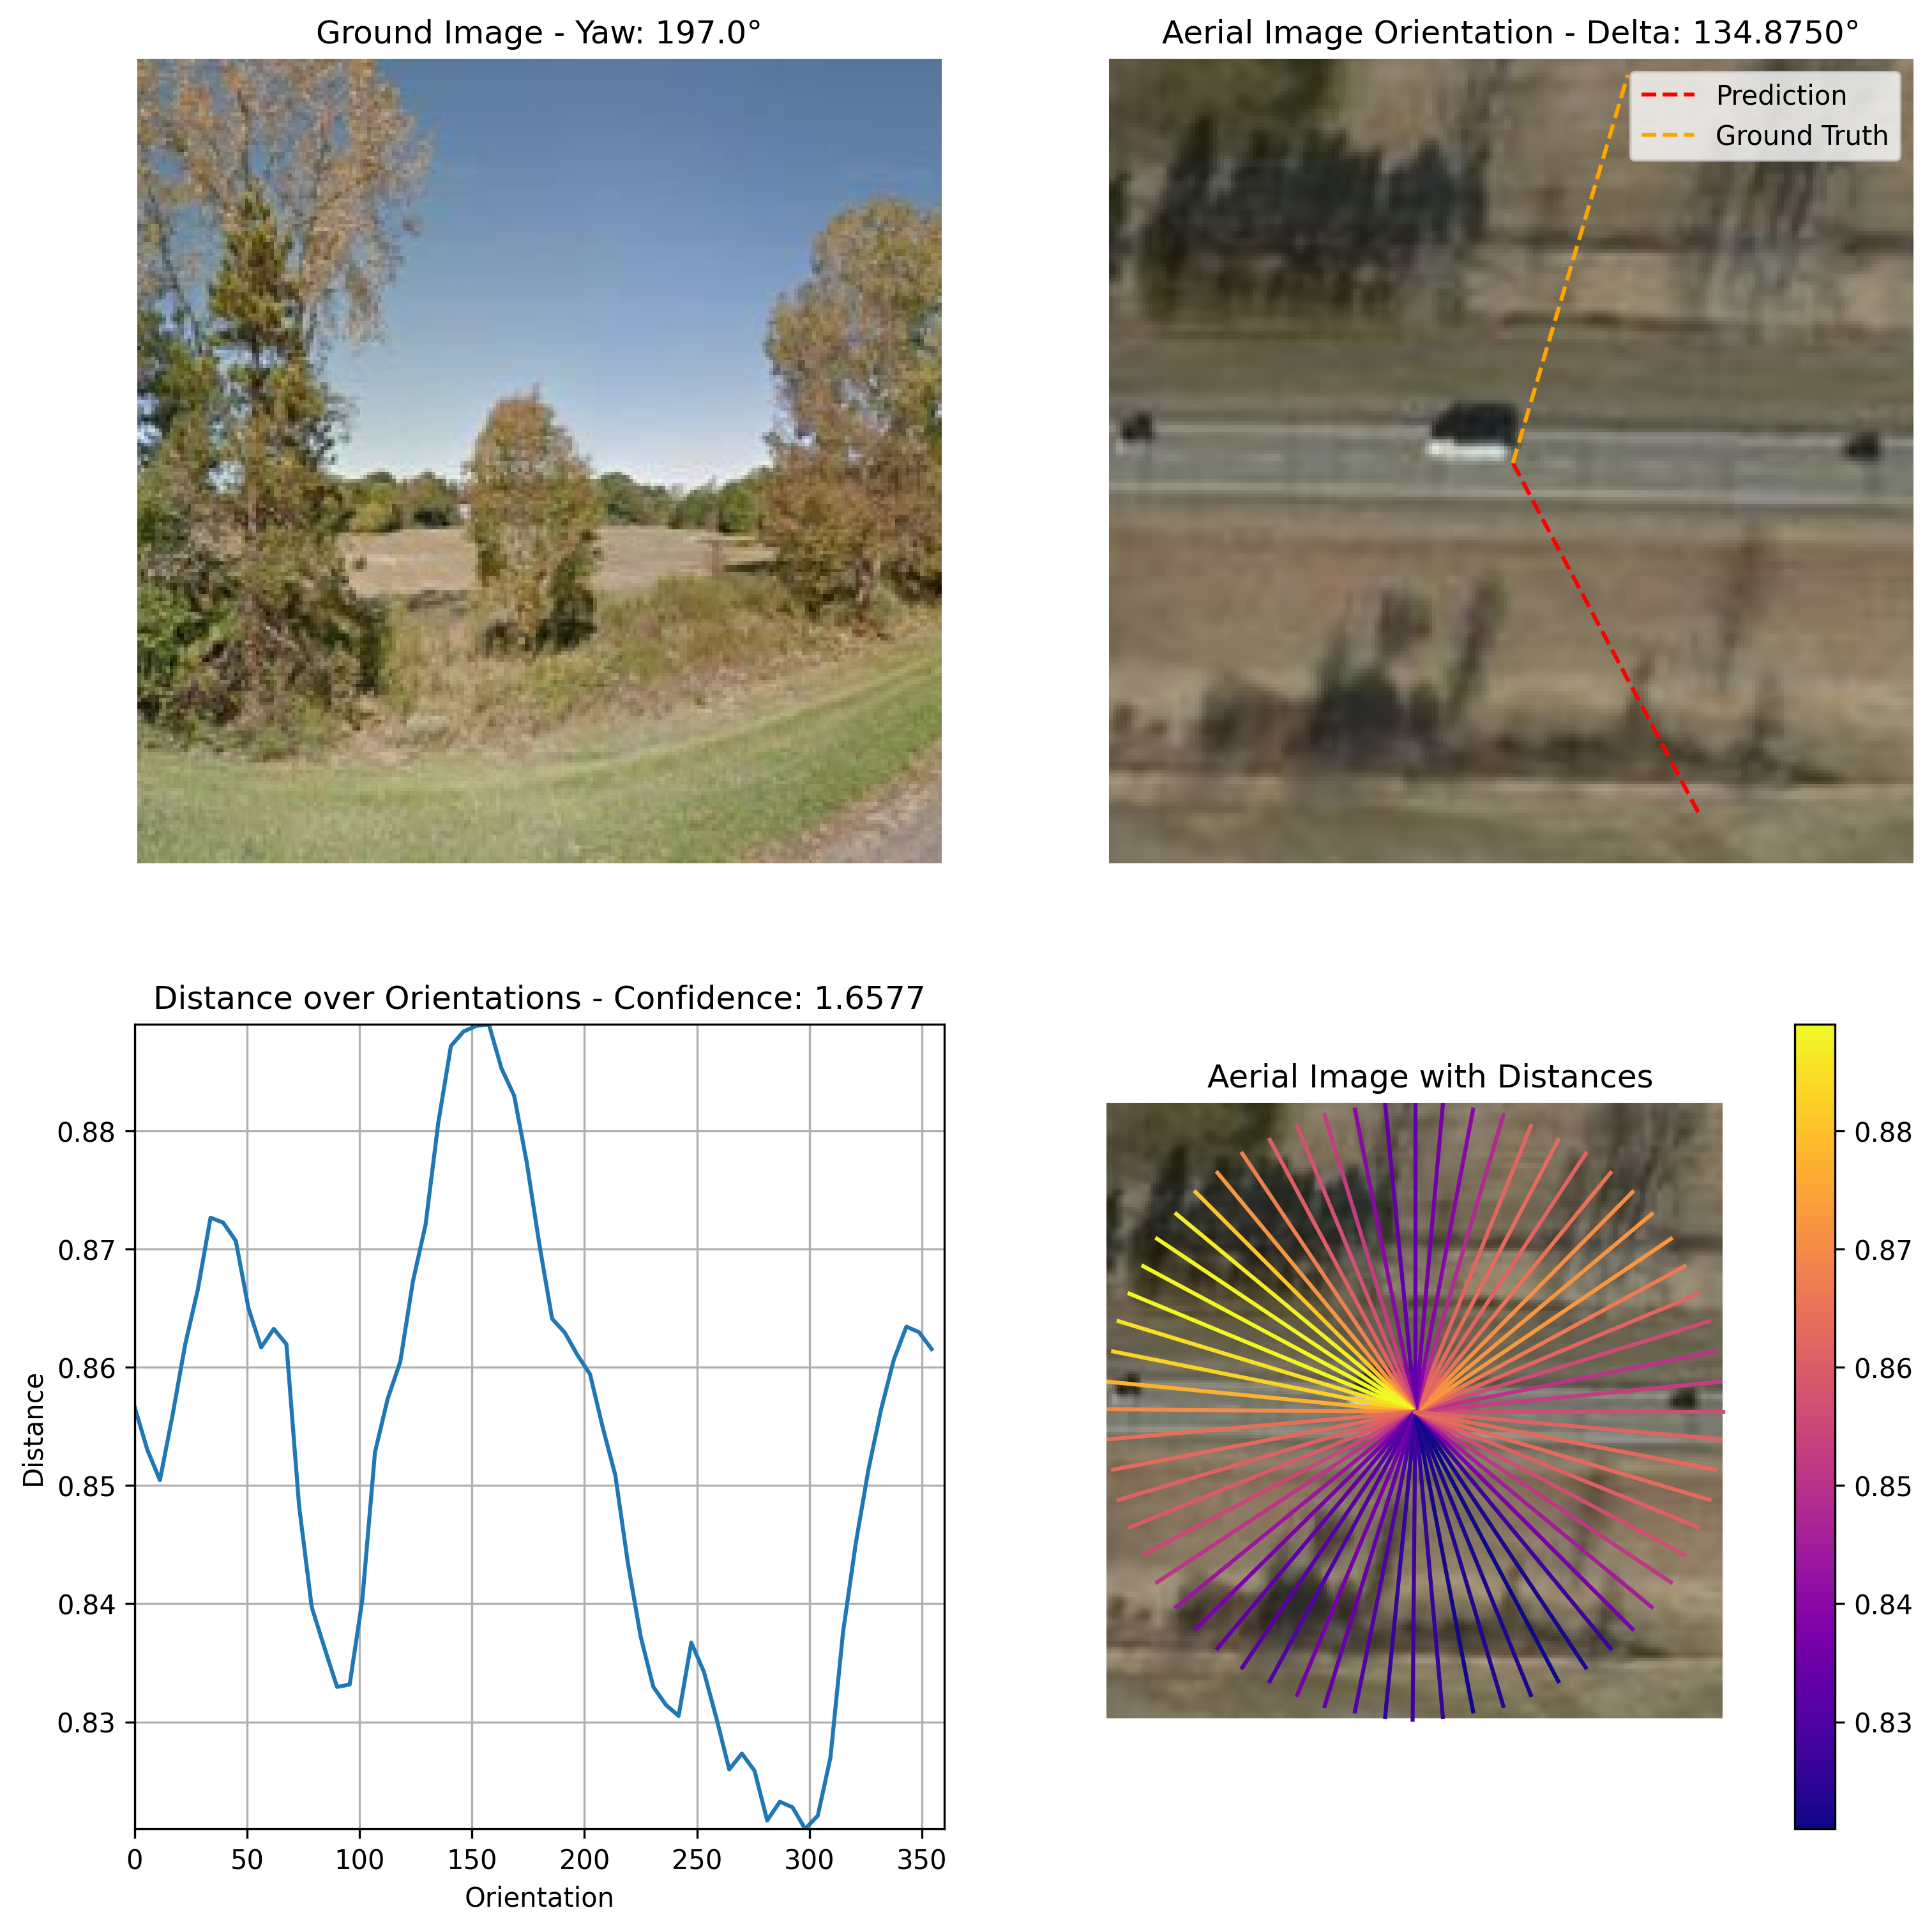 Ground Image - Yaw: 197.0°
Aerial Image Orientation - Delta: 134.8750°
Prediction
Ground Truth
Distance over Orientations - Confidence: 1.6577
0.88
0.87
0.86
0.85
0.84
0.83
Distance
0 50 100 150 200 250 300 350
Orientation
Aerial Image with Distances
0.88
0.87
0.86
0.85
0.84
0.83